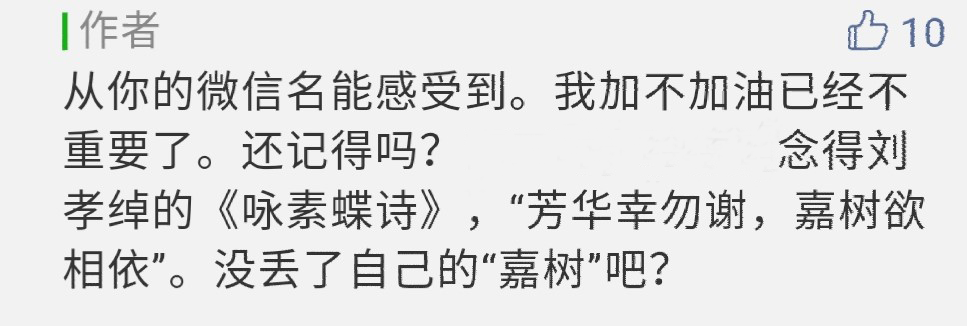 作者 10
从你的微信名能感受到。我加不加油已经不
重要了。还记得吗？ 念得刘
孝绰的《咏素蝶诗》，“芳华幸勿谢，嘉树欲
相依”。没丢了自己的“嘉树”吧？